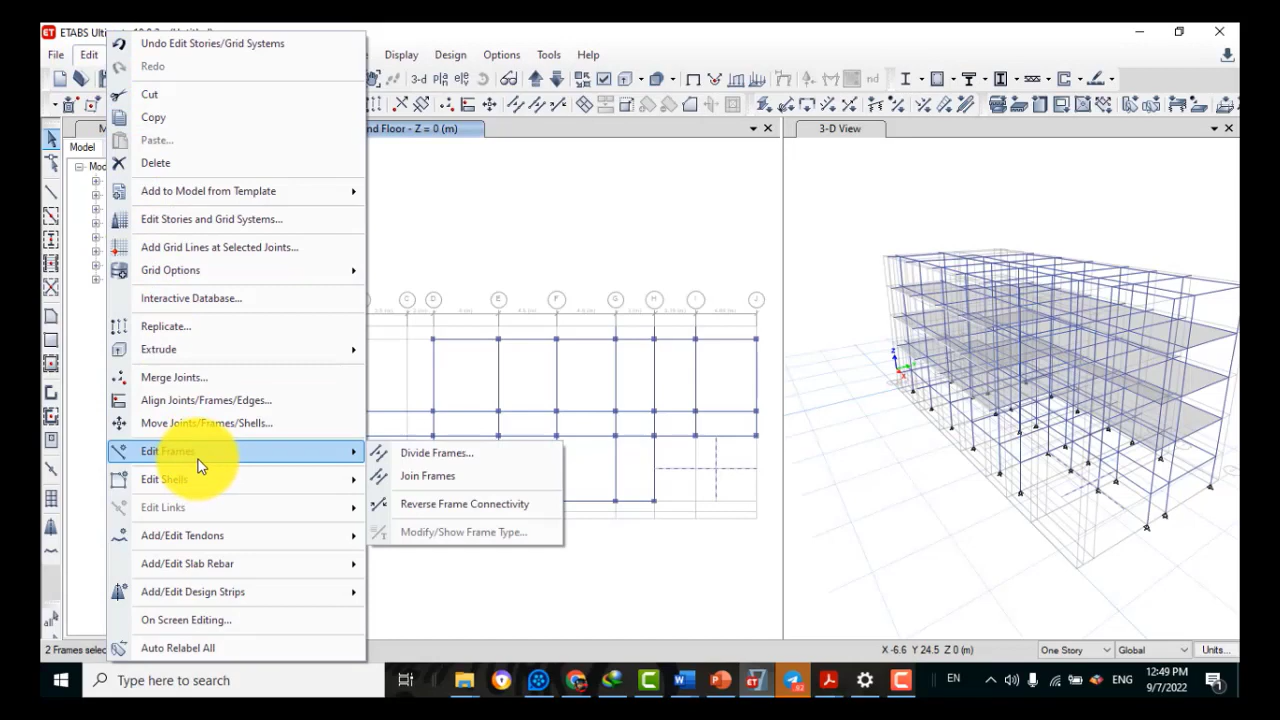 ETABS Ultimate
File
Edit
Display
Design
Options
Tools
Help
3-d
nd
Undo Edit Stories/Grid Systems
Redo
Cut
Copy
Paste...
Delete
Add to Model from Template
Edit Stories and Grid Systems...
Add Grid Lines at Selected Joints...
Grid Options
Interactive Database...
Replicate...
Extrude
Merge Joints...
Align Joints/Frames/Edges...
Move Joints/Frames/Shells...
Edit Frames
Edit Shells
Edit Links
Add/Edit Tendons
Add/Edit Slab Rebar
Add/Edit Design Strips
On Screen Editing...
Auto Relabel All
Divide Frames...
Join Frames
Reverse Frame Connectivity
Modify/Show Frame Type...
Model
nd Floor - Z = 0 (m)
3-D View
C
D
E
F
G
H
I
J
2 Frames selec
X -6.6 Y 24.5 Z 0 (m)
One Story
Global
Units...
Type here to search
EN
ENG
12:49 PM
9/7/2022